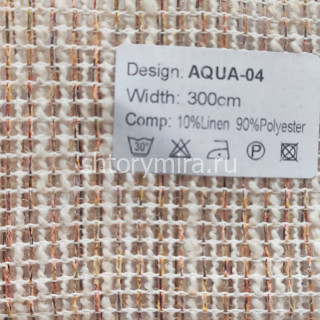 Design: AQUA-04
Width: 300cm
Comp: 10%Linen 90%Polyester
30°
P
shtorymira.ru